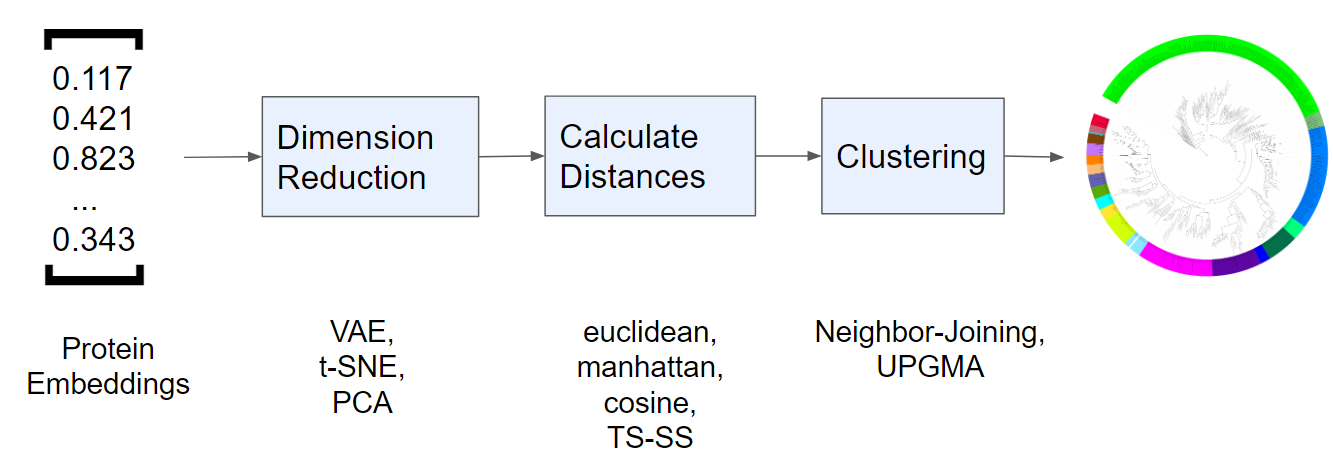 0.117
0.421
0.823
...
0.343
Protein
Embeddings
Dimension
Reduction
VAE,
t-SNE,
PCA
Calculate
Distances
euclidean,
manhattan,
cosine,
TS-SS
Clustering
Neighbor-Joining,
UPGMA